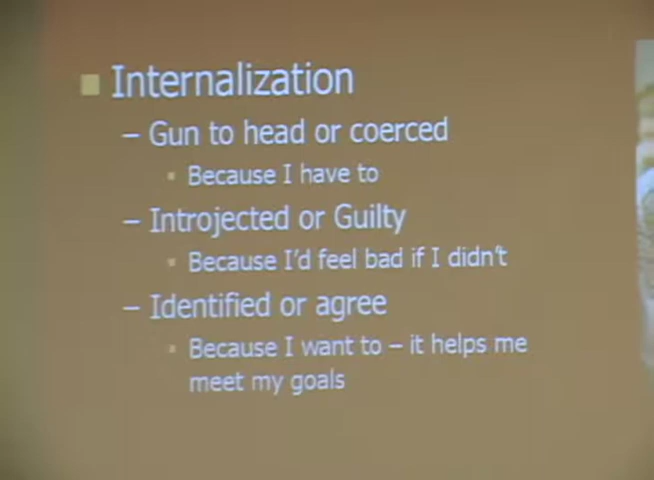 Internalization
– Gun to head or coerced
Because I have to
– Introjected or Guilty
Because I'd feel bad if I didn't
– Identified or agree
Because I want to – it helps me
meet my goals